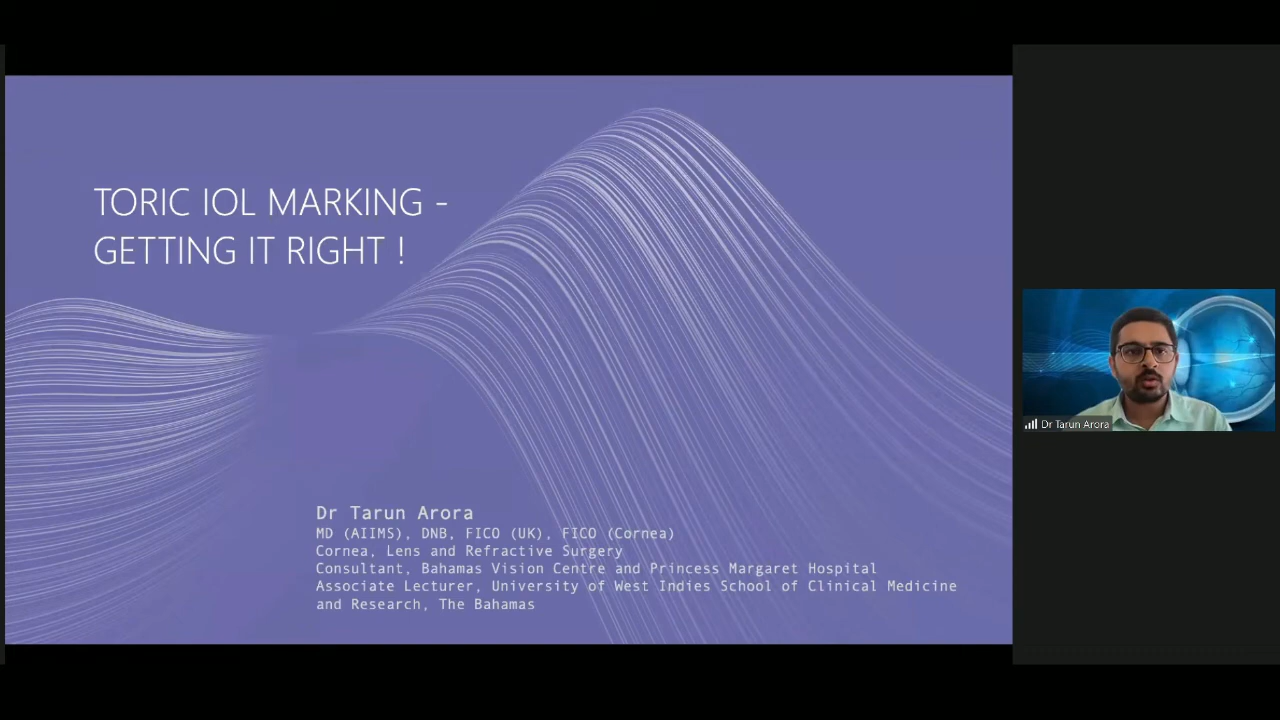 TORIC IOL MARKING -
GETTING IT RIGHT !
Dr Tarun Arora
MD (AIIMS), DNB, FICO (UK), FICO (Cornea)
Cornea, Lens and Refractive Surgery
Consultant, Bahamas Vision Centre and Princess Margaret Hospital
Associate Lecturer, University of West Indies School of Clinical Medicine
and Research, The Bahamas
Dr Tarun Arora